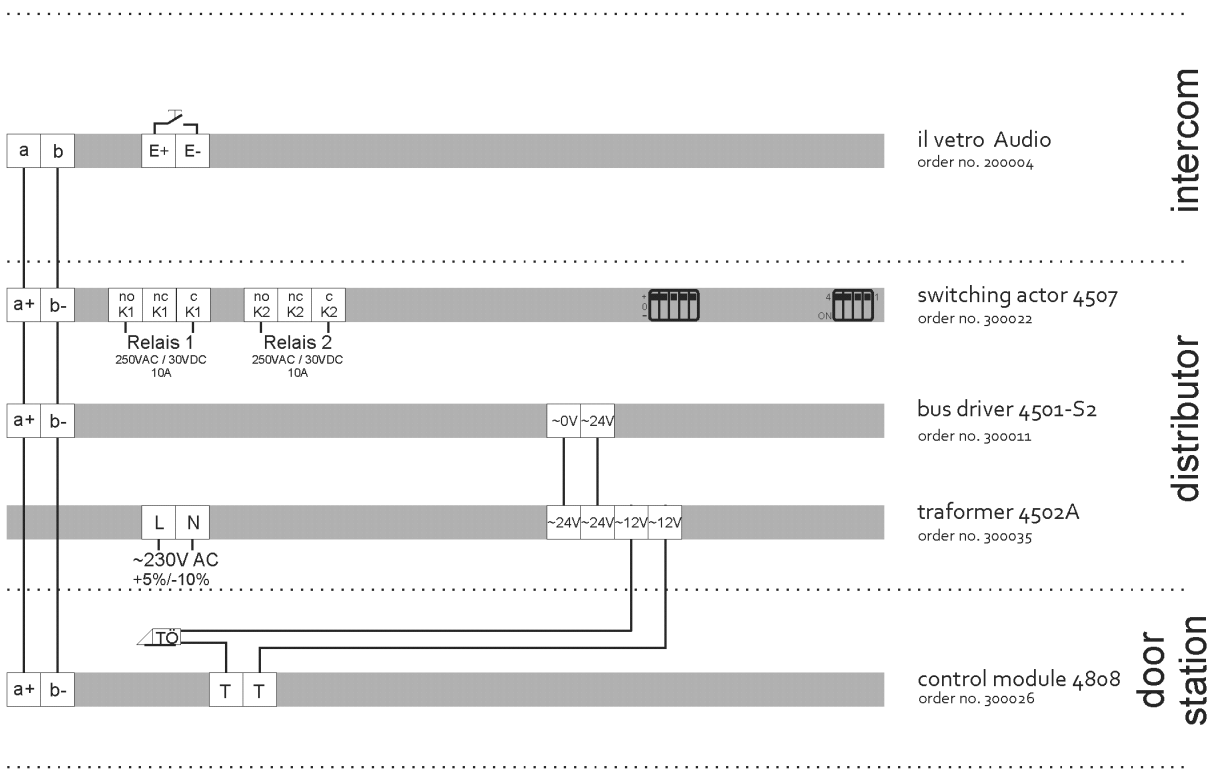 intercom
a b E+ E- il vetro Audio
order no. 200004
a+ b- no K1 nc K1 c K1 no K2 nc K2 c K2 + 0 - 4 1 ON switching actor 4507
order no. 300022
Relais 1 Relais 2
250VAC / 30VDC 250VAC / 30VDC
10A 10A
distributor
a+ b- ~0V ~24V bus driver 4501-S2
order no. 300011
L N ~24V ~24V ~12V ~12V traformer 4502A
order no. 300035
~230V AC
+5%/-10%
door
station
TÖ
a+ b- T T control module 4808
order no. 300026